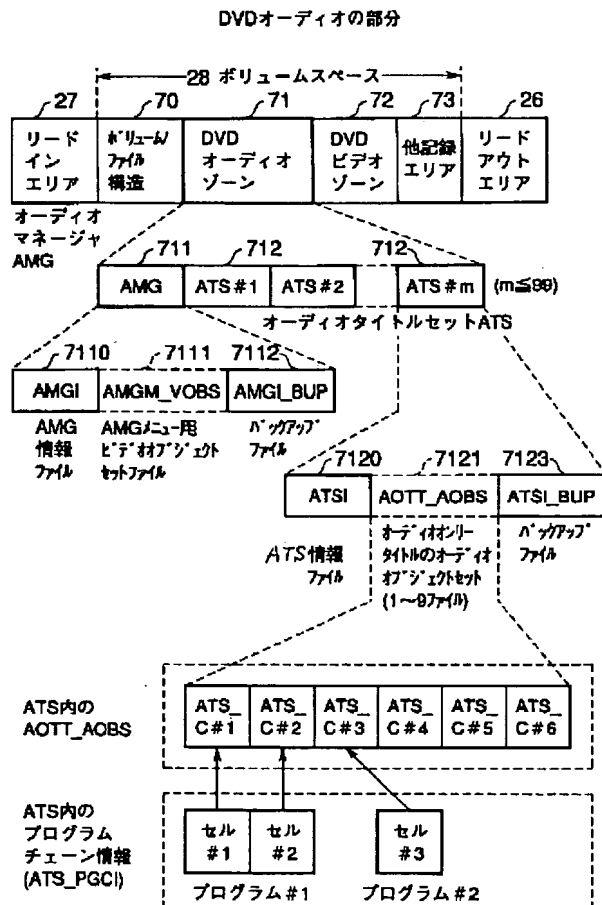 DVDオーディオの部分
28 ボリュームスペース
27
70
71
72
73
26
リード
イン
エリア
ボリューム/
ファイル
構造
DVD
オーディオ
ゾーン
DVD
ビデオ
ゾーン
他記録
エリア
リード
アウト
エリア
オーディオ
マネージャ
AMG
711
712
712
AMG
ATS#1
ATS#2
ATS#m
(m≦99)
オーディオタイトルセットATS
7110
7111
7112
AMGI
AMGM_VOBS
AMGI_BUP
AMG
情報
ファイル
AMGメニュー用
ビデオオブジェクト
セットファイル
バックアップ
ファイル
7120
7121
7123
ATSI
AOTT_AOBS
ATSI_BUP
ATS情報
ファイル
オーディオオンリー
タイトルのオーディオ
オブジェクトセット
(1~9ファイル)
バックアップ
ファイル
ATS内の
AOTT_AOBS
ATS_
C#1
ATS_
C#2
ATS_
C#3
ATS_
C#4
ATS_
C#5
ATS_
C#6
ATS内の
プログラム
チェーン情報
(ATS_PGCI)
セル
#1
セル
#2
セル
#3
プログラム#1
プログラム#2